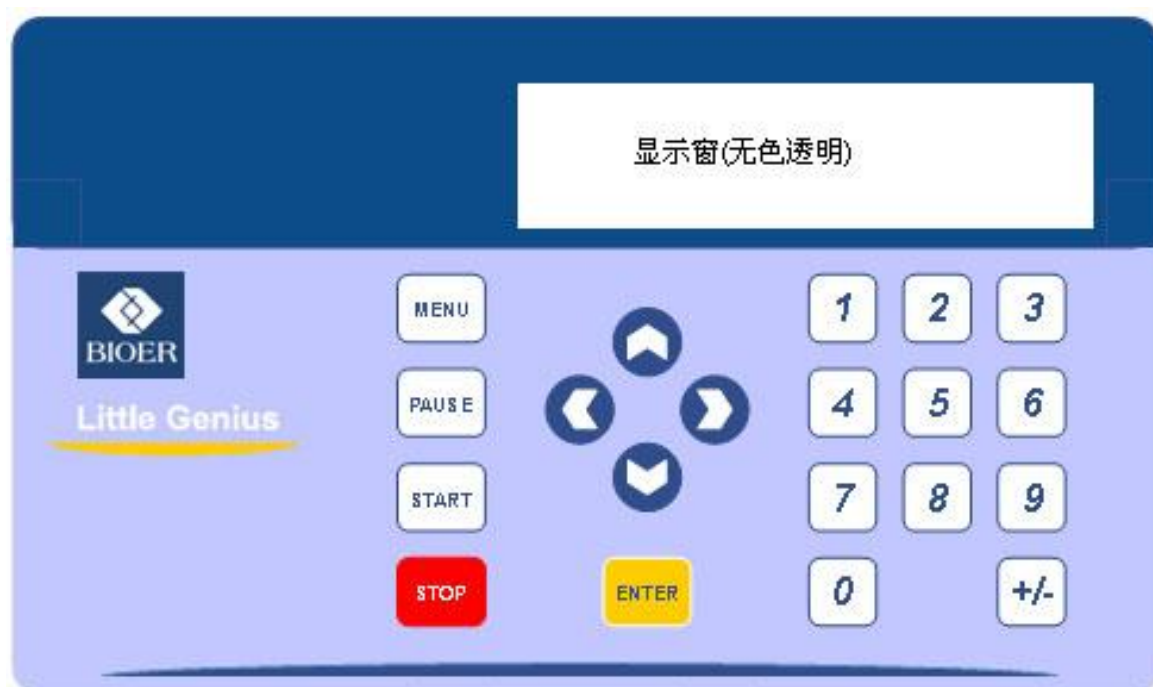 显示窗(无色透明)
BIOER
Little Genius
MENU
PAUSE
START
STOP
ENTER
1 2 3
4 5 6
7 8 9
0 +/-